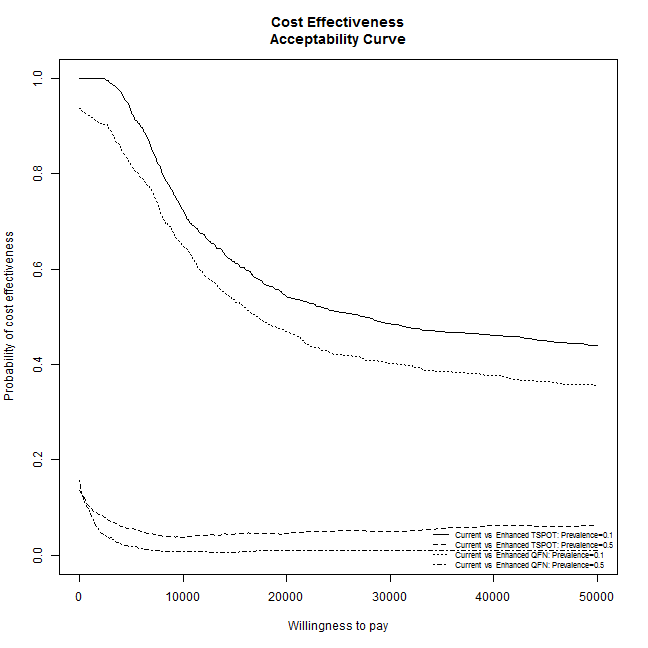 Cost Effectiveness
Acceptability Curve
Probability of cost effectiveness
1.0
0.8
0.6
0.4
0.2
0.0
Current vs Enhanced TSPOT: Prevalence=0.1
Current vs Enhanced TSPOT: Prevalence=0.5
Current vs Enhanced QFN: Prevalence=0.1
Current vs Enhanced QFN: Prevalence=0.5
0 10000 20000 30000 40000 50000
Willingness to pay